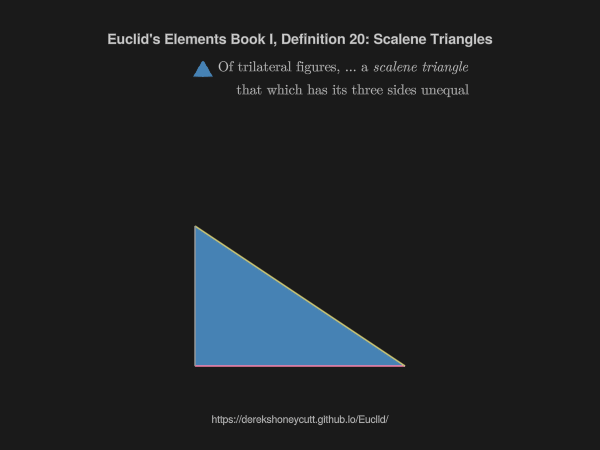 Euclid's Elements Book I, Definition 20: Scalene Triangles
Of trilateral figures, ... a scalene triangle
that which has its three sides unequal
https://derekshoneycutt.github.io/Euclid/